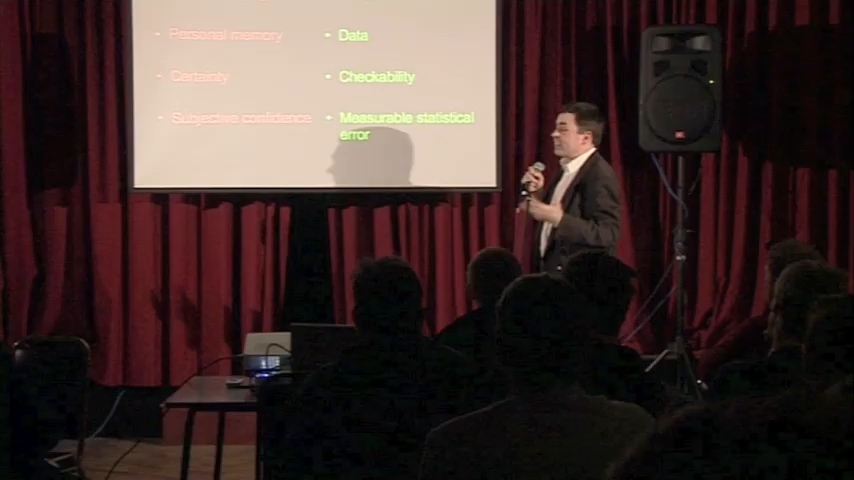 • Personal memory
• Data
• Certainty
• Checkability
• Subjective confidence
• Measurable statistical
error